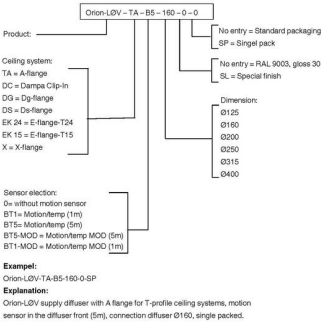 Orion-LØV – TA – B5 –160 – 0 – 0
Product:
No entry = Standard packaging
SP = Singel pack
Ceiling system:
TA = A-flange
DC = Dampa Clip-In
DG = Dg-flange
DS = Ds-flange
EK 24 = E-flange-T24
EK 15 = E-flange-T15
X = X-flange
No entry = RAL 9003, gloss 30
SL = Special finish
Dimension:
Ø125
Ø160
Ø200
Ø250
Ø315
Ø400
Sensor election:
0= without motion sensor
BT1= Motion/temp (1m)
BT5= Motion/temp (5m)
BT5-MOD = Motion/temp MOD (5m)
BT1-MOD = Motion/temp MOD (1m)
Exampel:
Orion-LØV-TA-B5-160-0-SP
Explanation:
Orion-LØV supply diffuser with A flange for T-profile ceiling systems, motion
sensor in the diffuser front (5m), connection diffuser Ø160, single packed.